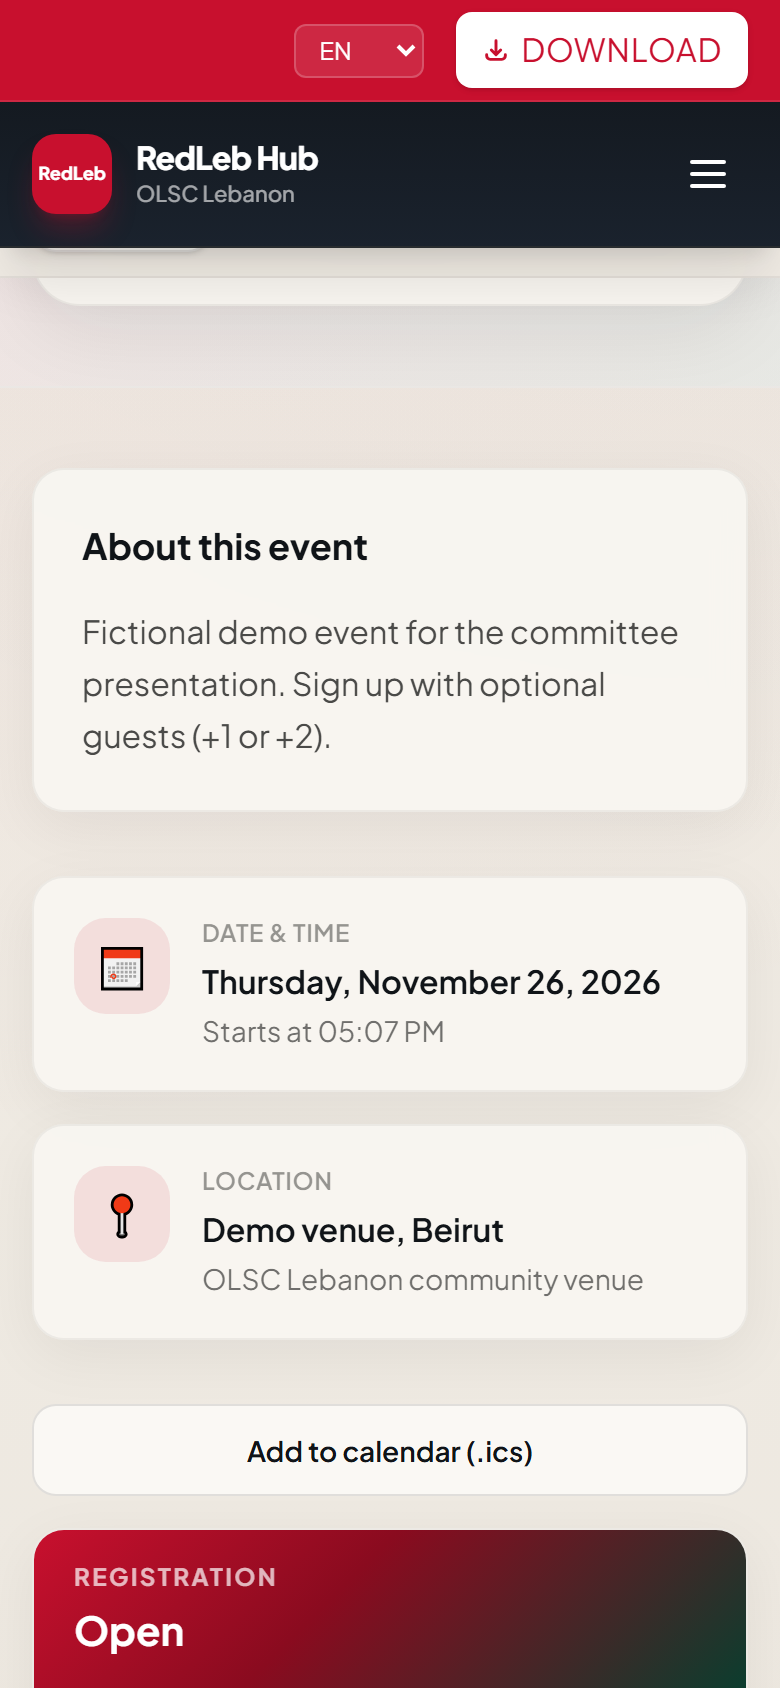 EN
DOWNLOAD
RedLeb
RedLeb Hub
OLSC Lebanon
About this event
Fictional demo event for the committee
presentation. Sign up with optional
guests (+1 or +2).
DATE & TIME
Thursday, November 26, 2026
Starts at 05:07 PM
LOCATION
Demo venue, Beirut
OLSC Lebanon community venue
Add to calendar (.ics)
REGISTRATION
Open